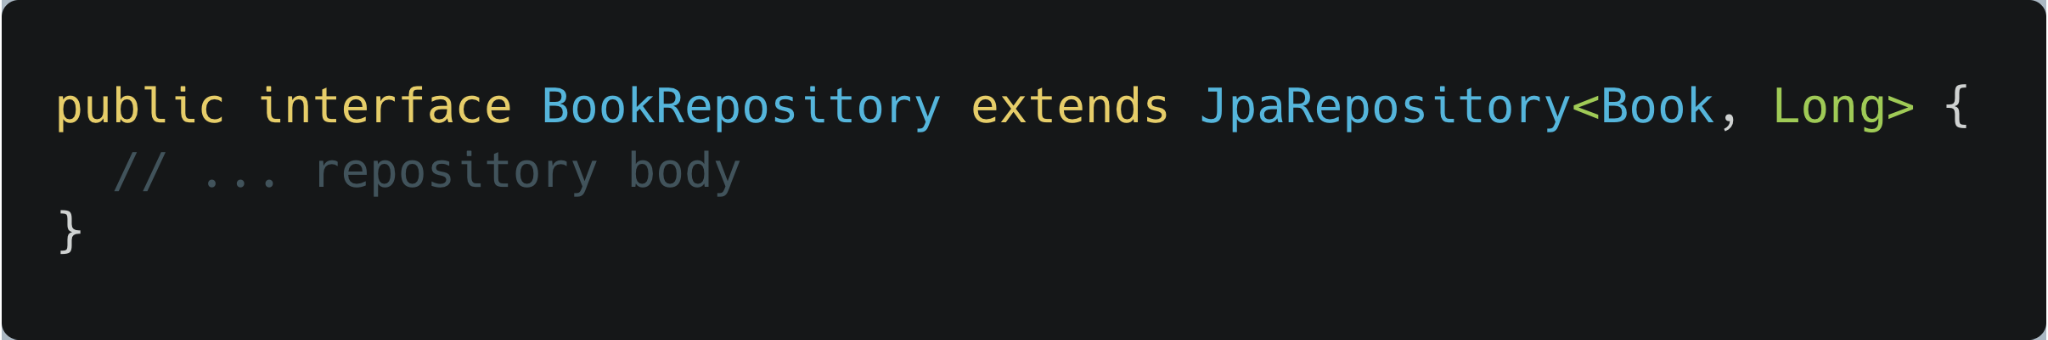 public interface BookRepository extends JpaRepository<Book, Long> {
  // ... repository body
}